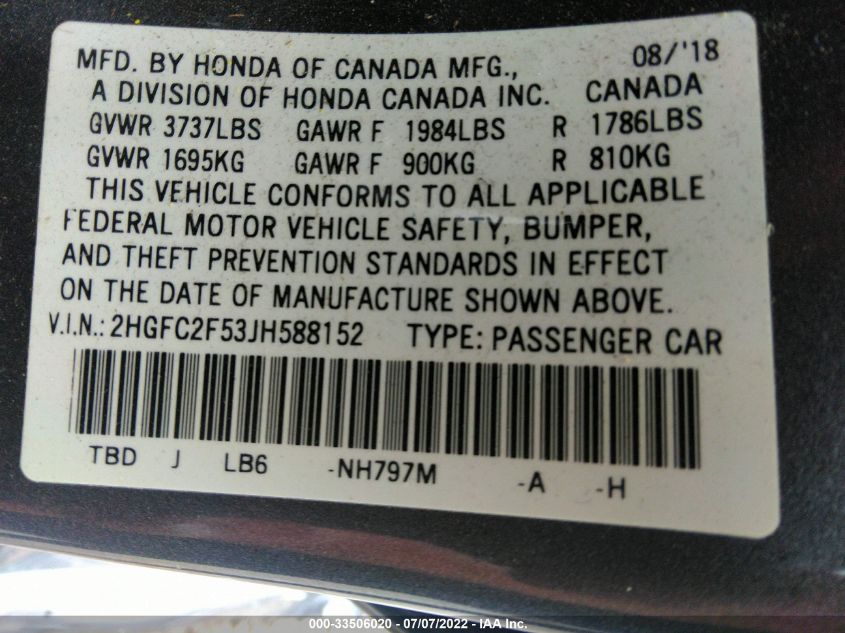 MFD. BY HONDA OF CANADA MFG., 08/'18
A DIVISION OF HONDA CANADA INC. CANADA
GVWR 3737LBS GAWR F 1984LBS R 1786LBS
GVWR 1695KG GAWR F 900KG R 810KG
THIS VEHICLE CONFORMS TO ALL APPLICABLE
FEDERAL MOTOR VEHICLE SAFETY, BUMPER,
AND THEFT PREVENTION STANDARDS IN EFFECT
ON THE DATE OF MANUFACTURE SHOWN ABOVE.
V.I.N.: 2HGFC2F53JH588152 TYPE: PASSENGER CAR
TBD J LB6 -NH797M -A -H
000-33506020 - 07/07/2022 - IAA Inc.